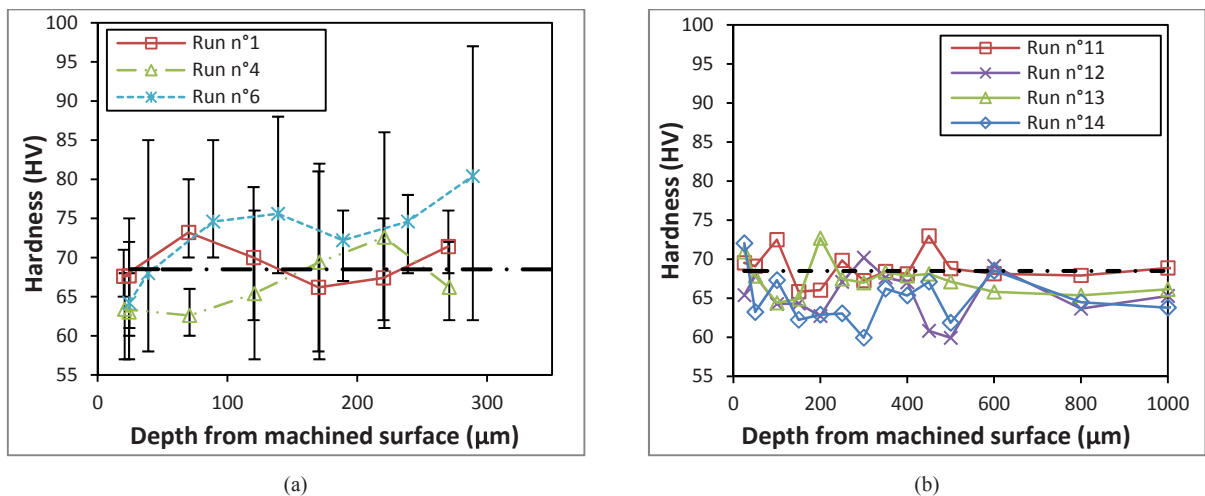 100
95
90
85
80
75
70
65
60
55
Hardness (HV)
Run n°1
Run n°4
Run n°6
0
100
200
300
Depth from machined surface (µm)
(a)
100
95
90
85
80
75
70
65
60
55
Hardness (HV)
Run n°11
Run n°12
Run n°13
Run n°14
0
200
400
600
800
1000
Depth from machined surface (µm)
(b)